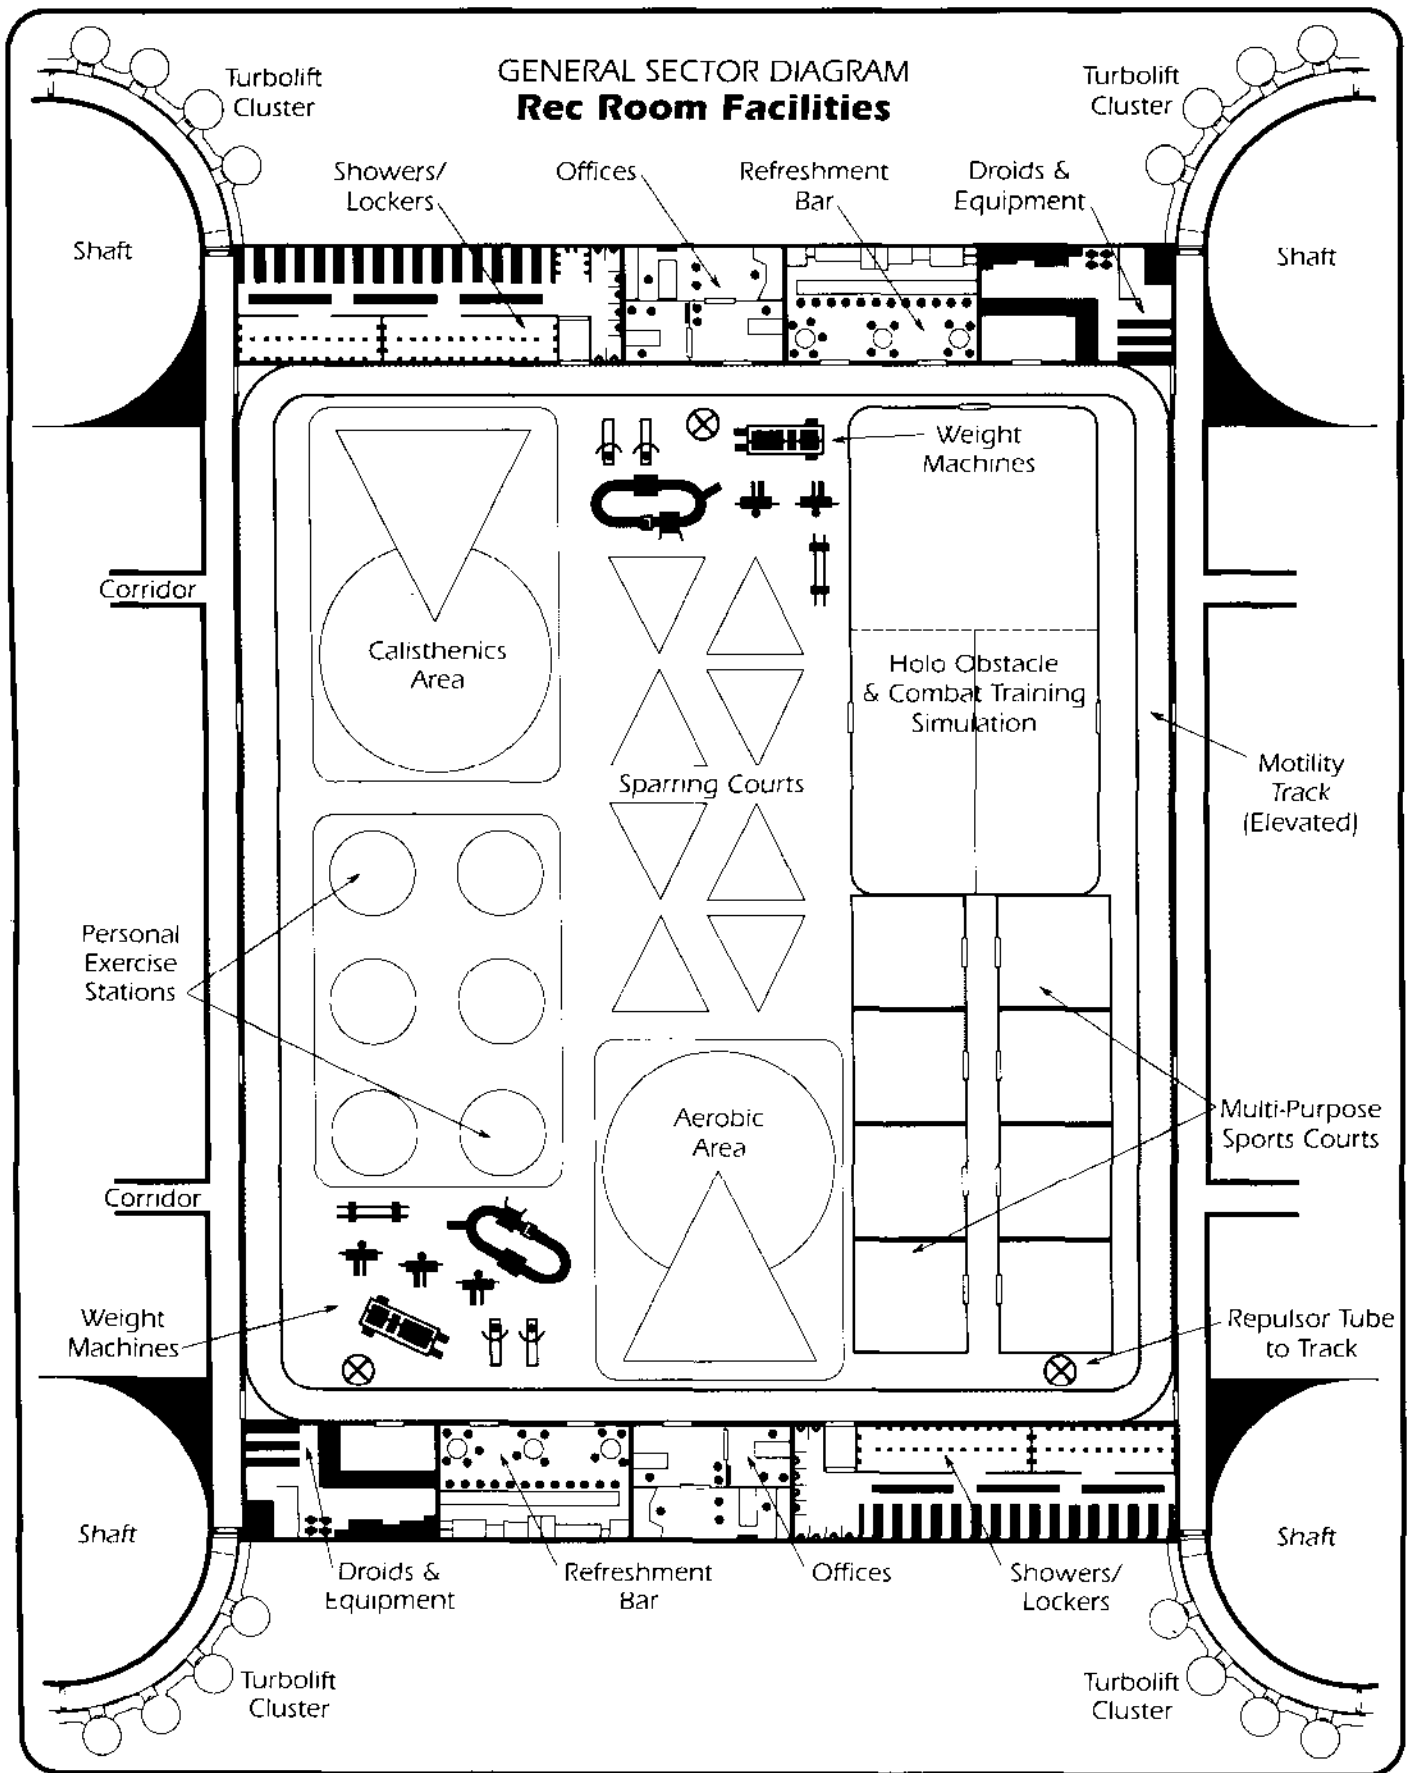 GENERAL SECTOR DIAGRAM
Rec Room Facilities
Turbolift
Cluster
Turbolift
Cluster
Showers/
Lockers
Offices
Refreshment
Bar
Droids &
Equipment
Shaft
Shaft
Weight
Machines
Corridor
Calisthenics
Area
Holo Obstacle
& Combat Training
Simulation
Sparring Courts
Motility
Track
(Elevated)
Personal
Exercise
Stations
Aerobic
Area
Multi-Purpose
Sports Courts
Corridor
Weight
Machines
Repulsor Tube
to Track
Shaft
Shaft
Droids &
Equipment
Refreshment
Bar
Offices
Showers/
Lockers
Turbolift
Cluster
Turbolift
Cluster